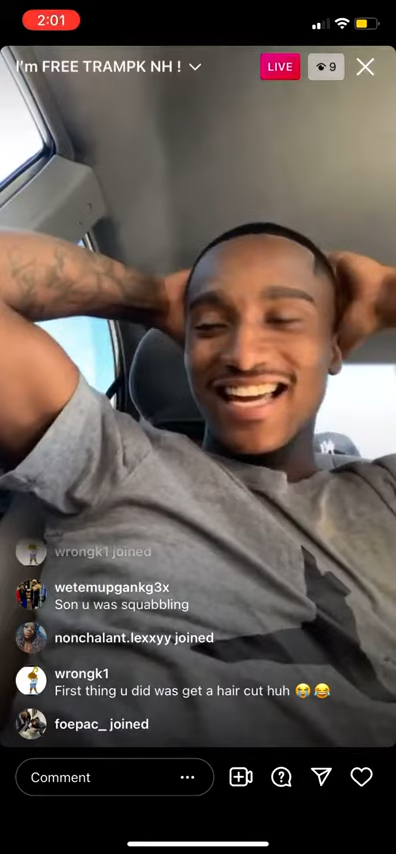 2:01
I'm FREE TRAMPK NH !
LIVE
9
wrongk1 joined
wetemupgankg3x
Son u was squabbling
nonchalant.lexxyy joined
wrongk1
First thing u did was get a hair cut huh 😭😂
foepac_ joined
Comment